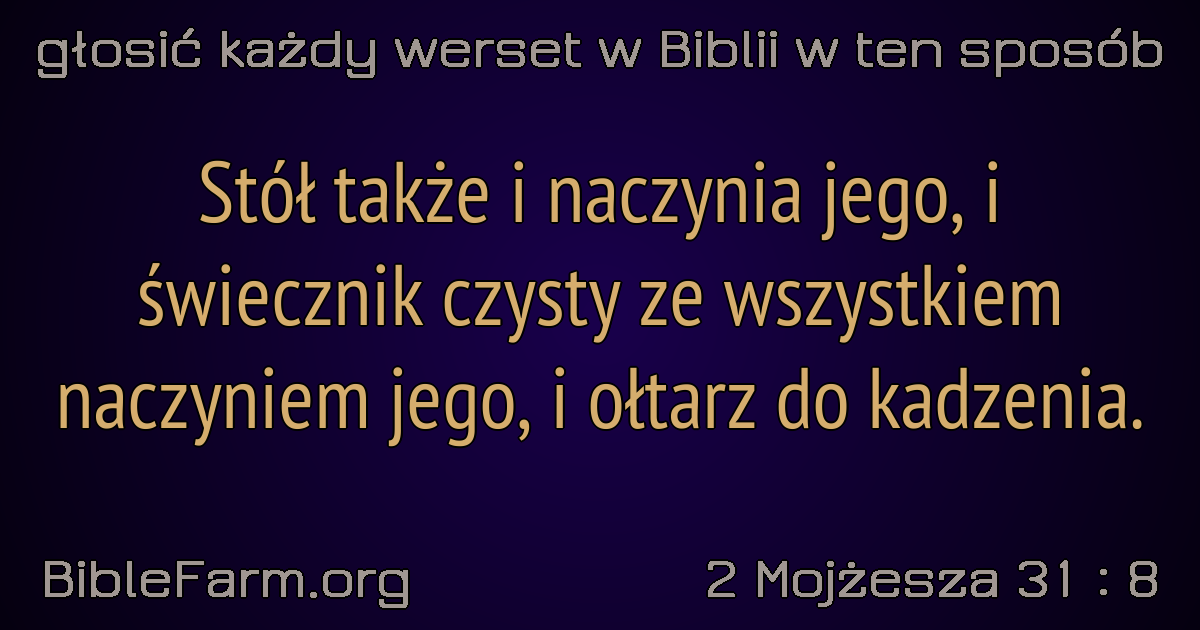 głosić każdy werset w Biblii w ten sposób
Stół także i naczynia jego, i
świecznik czysty ze wszystkiem
naczyniem jego, i ołtarz do kadzenia.
BibleFarm.org
2 Mojżesza 31 : 8